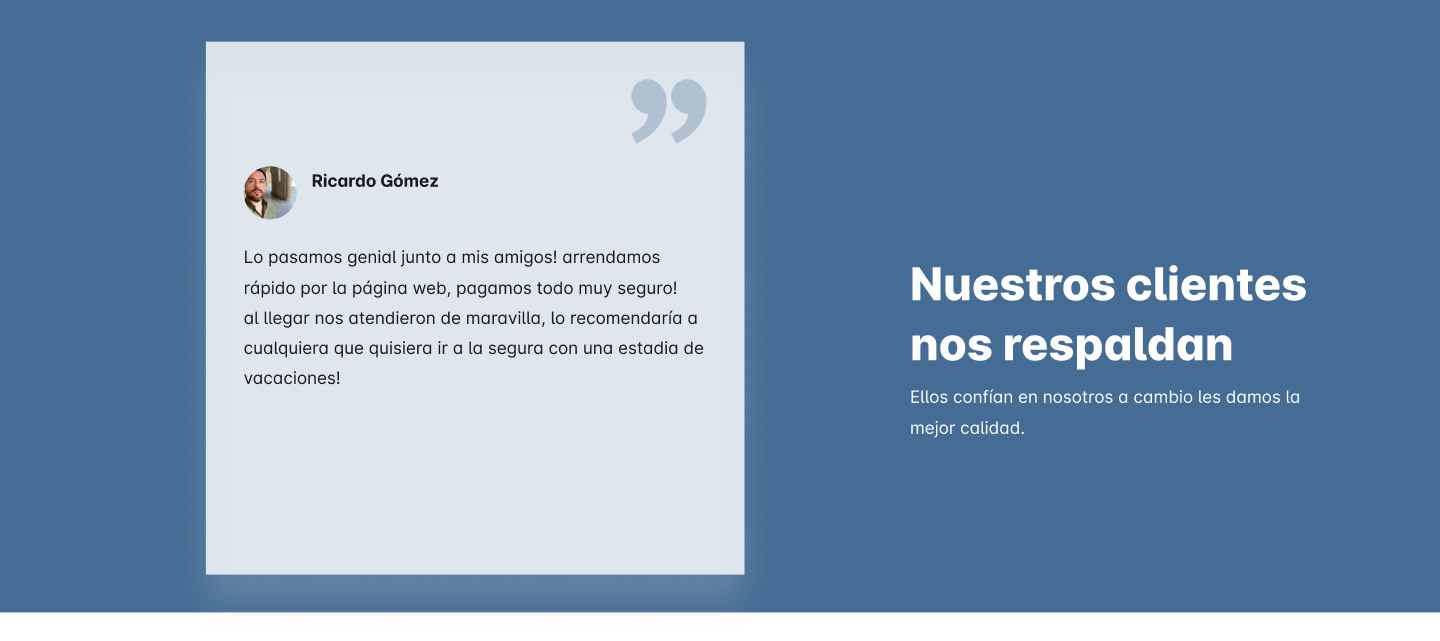 Ricardo Gómez
Lo pasamos genial junto a mis amigos! arrendamos
rápido por la página web, pagamos todo muy seguro!
al llegar nos atendieron de maravilla, lo recomendaría a
cualquiera que quisiera ir a la segura con una estadia de
vacaciones!
Nuestros clientes
nos respaldan
Ellos confían en nosotros a cambio les damos la
mejor calidad.